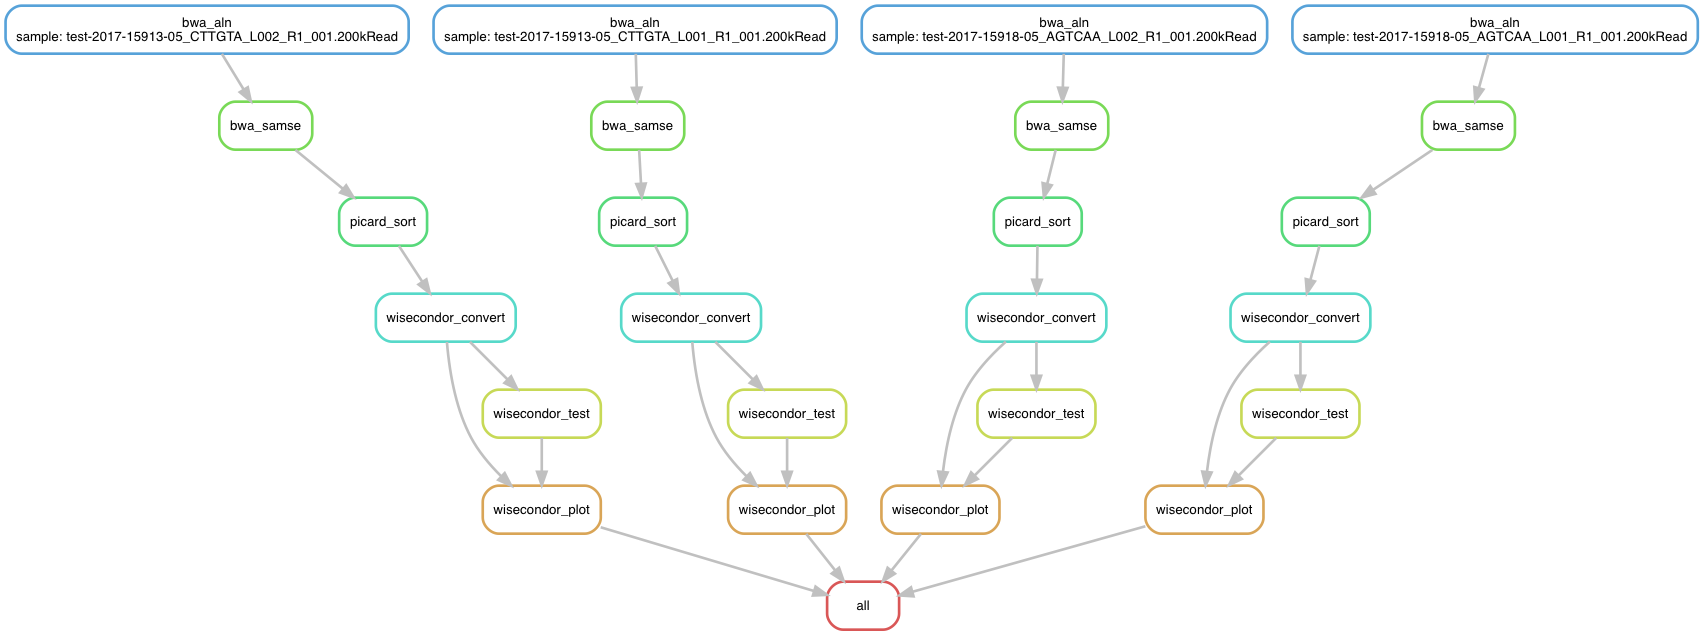 bwa_aln
sample: test-2017-15913-05_CTTGTA_L002_R1_001.200kRead
bwa_aln
sample: test-2017-15913-05_CTTGTA_L001_R1_001.200kRead
bwa_aln
sample: test-2017-15918-05_AGTCAA_L002_R1_001.200kRead
bwa_aln
sample: test-2017-15918-05_AGTCAA_L001_R1_001.200kRead
bwa_samse
bwa_samse
bwa_samse
bwa_samse
picard_sort
picard_sort
picard_sort
picard_sort
wisecondor_convert
wisecondor_convert
wisecondor_convert
wisecondor_convert
wisecondor_test
wisecondor_test
wisecondor_test
wisecondor_test
wisecondor_plot
wisecondor_plot
wisecondor_plot
wisecondor_plot
all